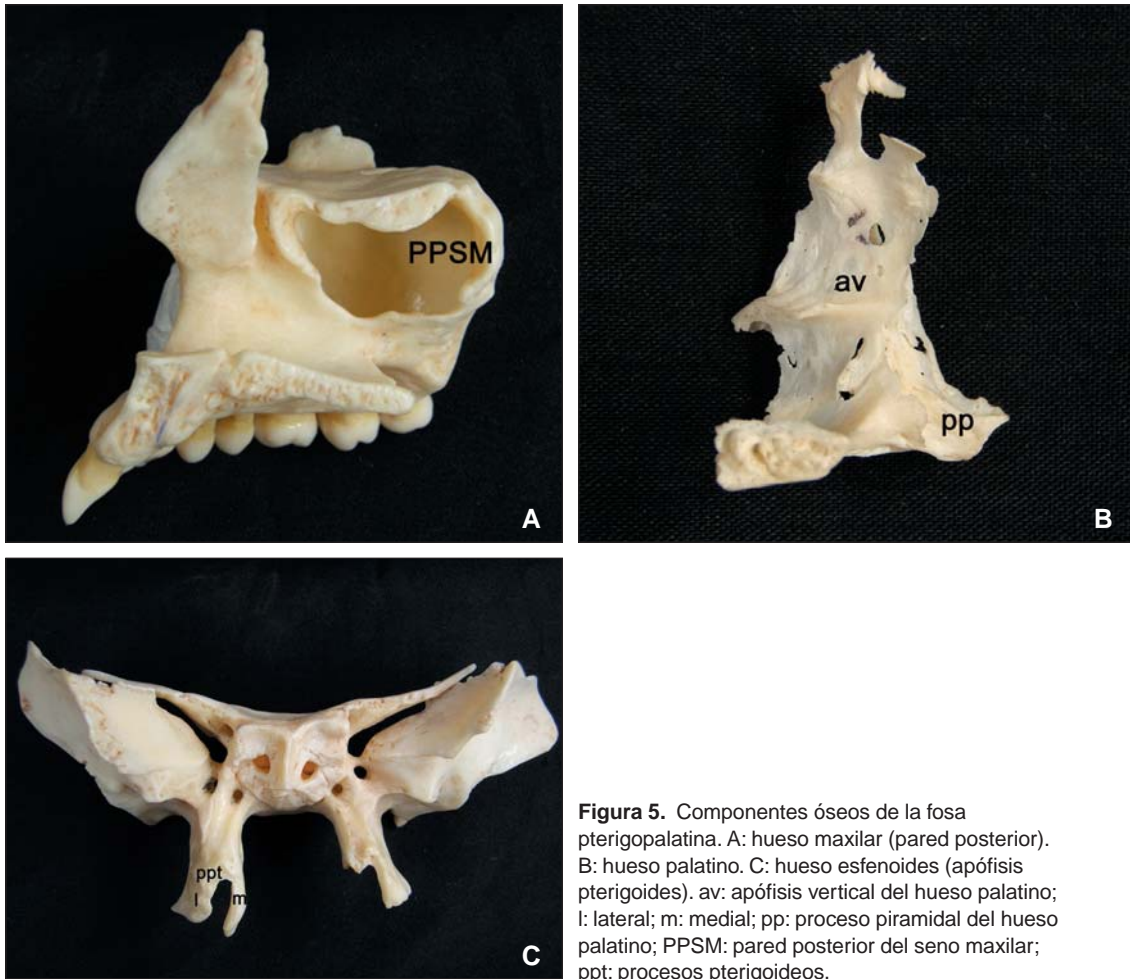 PPSM
A
av
pp
B
ppt
l
m
C
Figura 5. Componentes óseos de la fosa
pterigopalatina. A: hueso maxilar (pared posterior).
B: hueso palatino. C: hueso esfenoides (apófisis
pterigoides). av: apófisis vertical del hueso palatino;
l: lateral; m: medial; pp: proceso piramidal del hueso
palatino; PPSM: pared posterior del seno maxilar;
ppt: procesos pterigoideos.